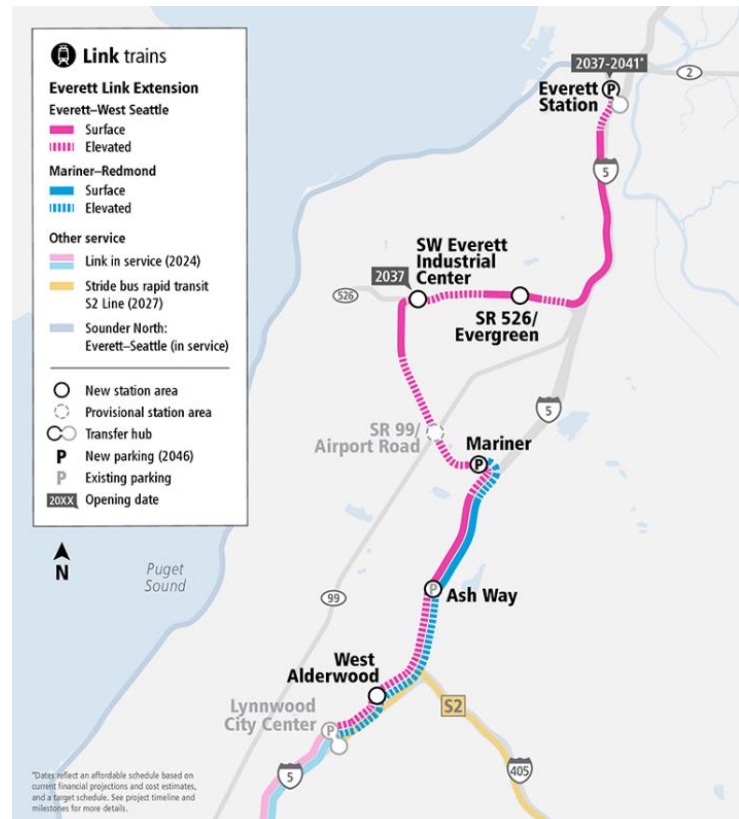 Link trains
Everett Link Extension
Everett–West Seattle
Surface
Elevated
Mariner–Redmond
Surface
Elevated
Other service
Link in service (2024)
Stride bus rapid transit
S2 Line (2027)
Sounder North:
Everett–Seattle (in service)
New station area
Provisional station area
Transfer hub
P New parking (2046)
P Existing parking
20XX Opening date
N
2037-2041*
P
Everett
Station
2
5
SW Everett
Industrial
Center
2037
526
SR 526/
Evergreen
5
SR 99/
Airport Road
Mariner
P
Puget
Sound
99
P
Ash Way
West
Alderwood
Lynnwood
City Center
P
S2
5
405
*Dates reflect an affordable schedule based on
current financial projections and cost estimates,
and a target schedule. See project timeline and
milestones for more details.